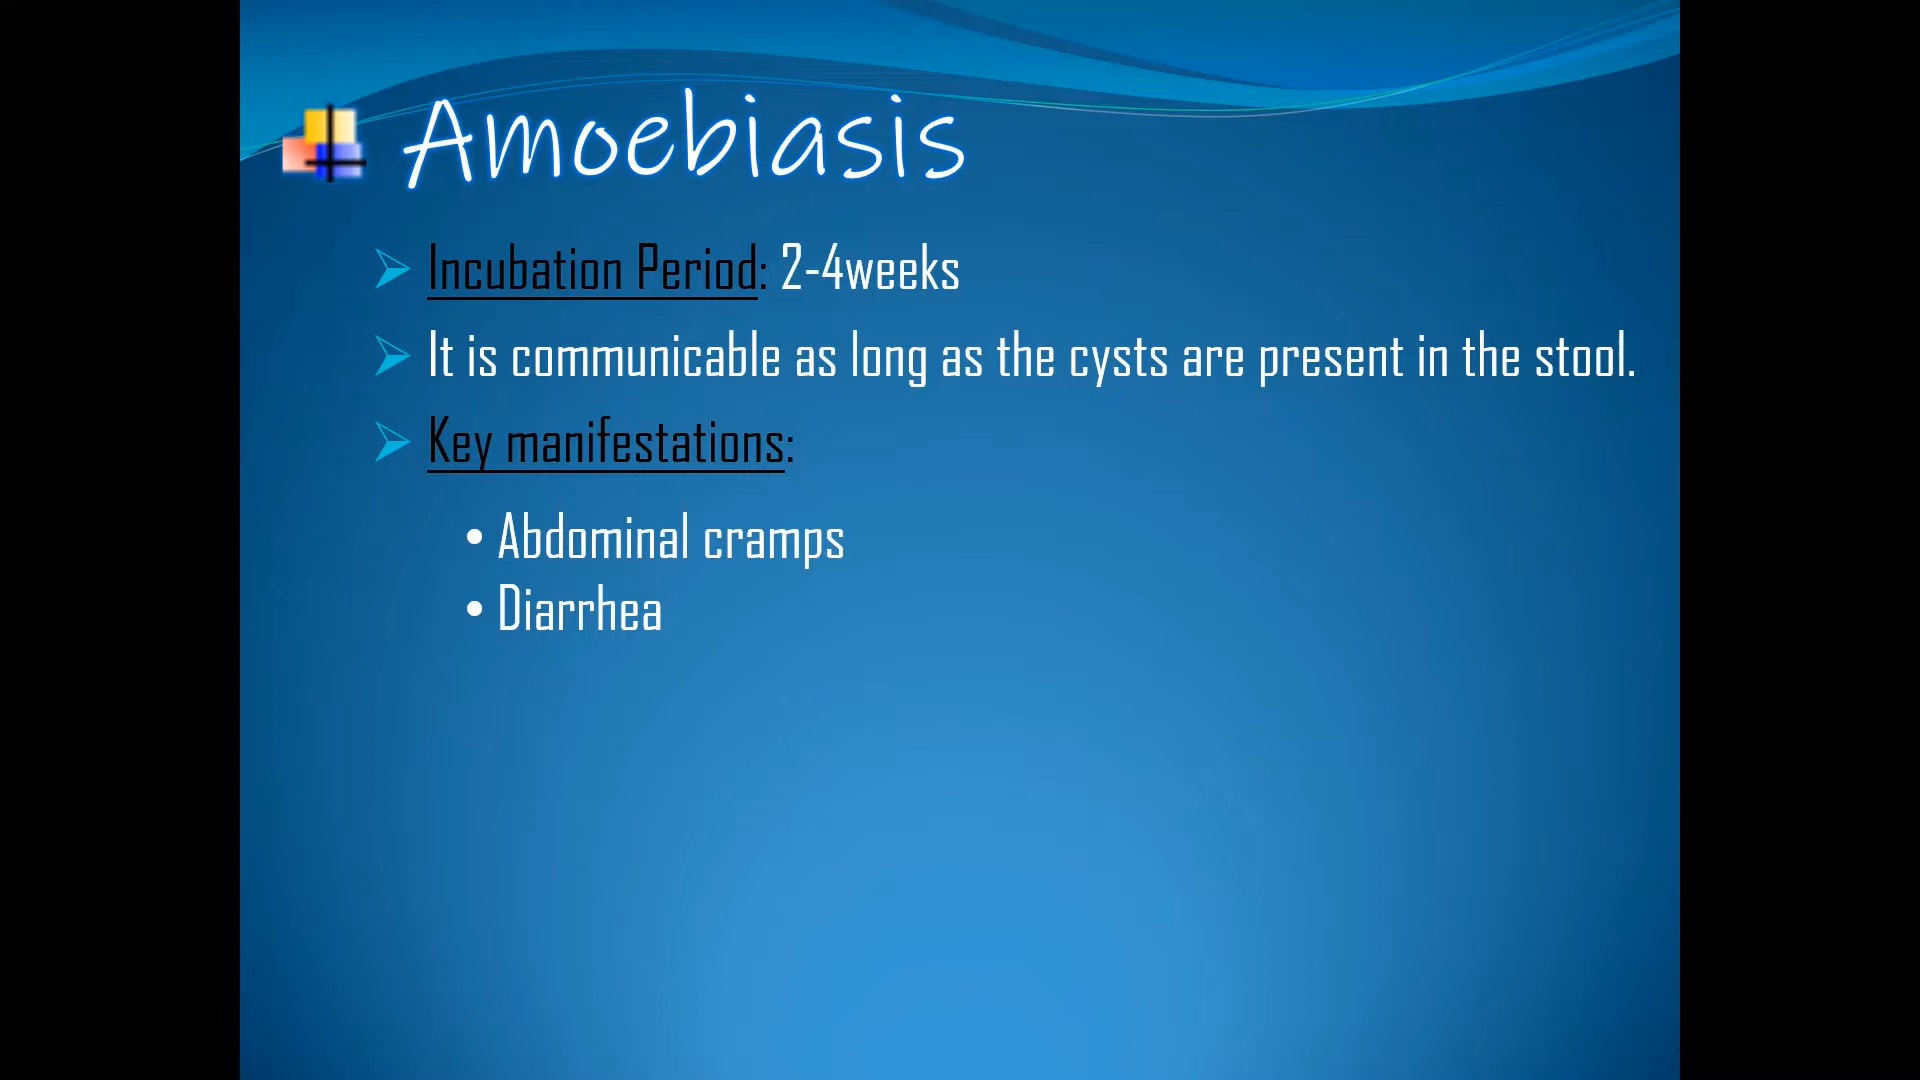 Amoebiasis
Incubation Period: 2-4weeks
It is communicable as long as the cysts are present in the stool.
Key manifestations:
• Abdominal cramps
• Diarrhea